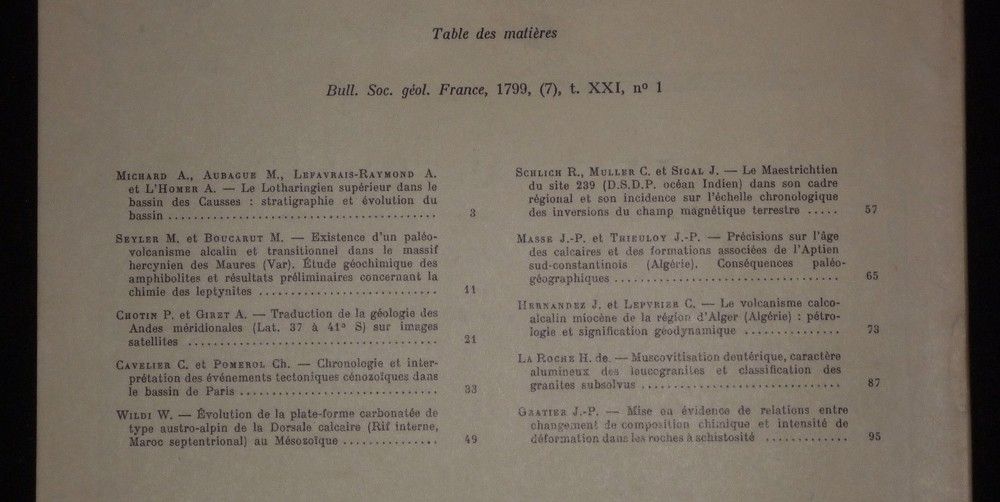 Table des matières
Bull. Soc. géol. France, 1799, (7), t. XXI, nº 1
MICHARD A., AUBAGUE M., LEFAVRAIS-RAYMOND A.
et L'HOMER A. — Le Lotharingien supérieur dans le
bassin des Causses : stratigraphie et évolution du
bassin ........................................ 3
SEYLER M. et BOUCARUT M. — Existence d'un paléo-
volcanisme alcalin et transitionnel dans le massif
hercynien des Maures (Var). Étude géochimique des
amphibolites et résultats préliminaires concernant la
chimie des leptynites ........................... 11
CHOTIN P. et GIRET A. — Traduction de la géologie des
Andes méridionales (Lat. 37 à 41º S) sur images
satellites ...................................... 21
CAVELIER C. et POMEROL Ch. — Chronologie et inter-
prétation des événements tectoniques cénozoïques dans
le bassin de Paris .............................. 33
WILDI W. — Évolution de la plate-forme carbonatée de
type austro-alpin de la Dorsale calcaire (Rif interne,
Maroc septentrional) au Mésozoïque .............. 49
SCHLICH R., MULLER C. et SIGAL J. — Le Maestrichtien
du site 239 (D.S.D.P. océan Indien) dans son cadre
régional et son incidence sur l'échelle chronologique
des inversions du champ magnétique terrestre ..... 57
MASSE J.-P. et THIEULOY J.-P. — Précisions sur l'âge
des calcaires et des formations associées de l'Aptien
sud-constantinois (Algérie). Conséquences paléo-
géographiques .................................. 65
HERNANDEZ J. et LEPVRIER C. — Le volcanisme calco-
alcalin miocène de la région d'Alger (Algérie) : pétro-
logie et signification géodynamique .............. 73
LA ROCHE H. de. — Muscovitisation deutérique, caractère
alumineux des leucogranites et classification des
granites subsolvus .............................. 87
GRATIER J.-P. — Mise en évidence de relations entre
changement de composition chimique et intensité de
déformation dans les roches à schistosité ............ 95